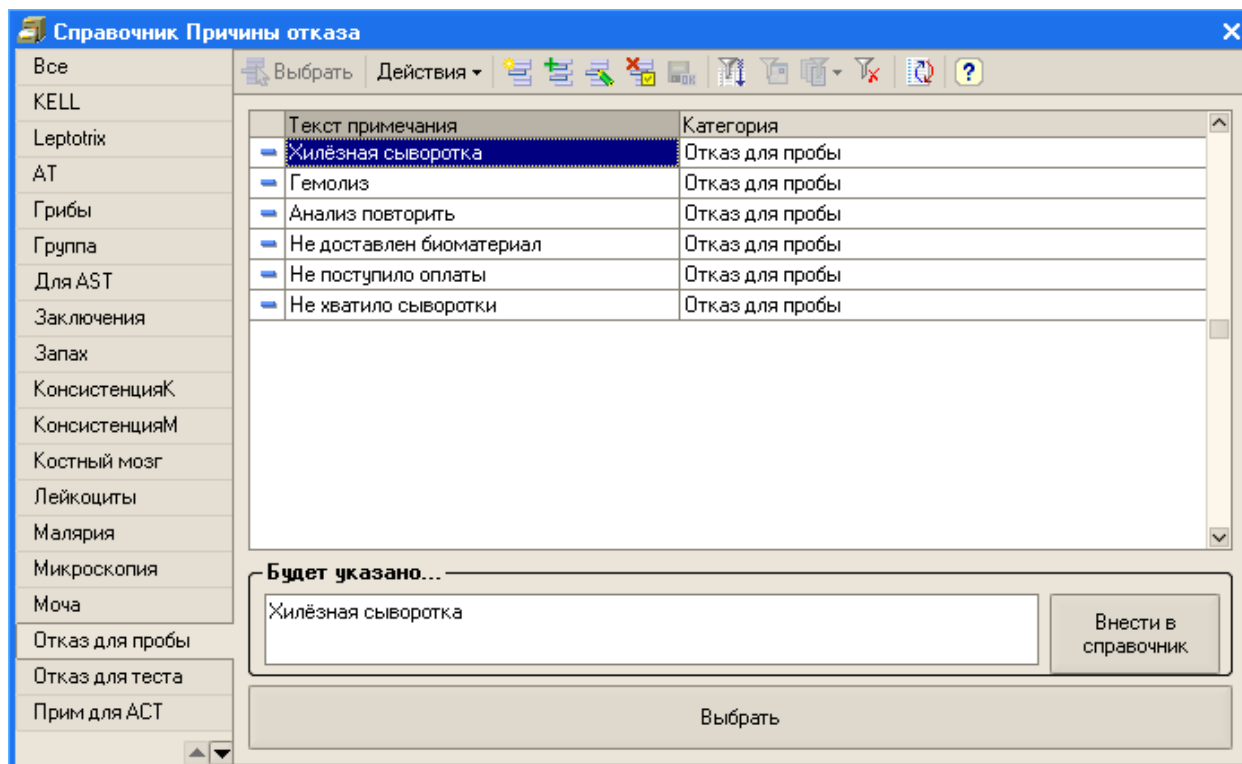 Справочник Причины отказа
Все
KELL
Leptotrix
АТ
Грибы
Группа
Для AST
Заключения
Запах
КонсистенцияК
КонсистенцияМ
Костный мозг
Лейкоциты
Малярия
Микроскопия
Моча
Отказ для пробы
Отказ для теста
Прим для АСТ
Выбрать Действия
Текст примечания Категория
Хилёзная сыворотка Отказ для пробы
Гемолиз Отказ для пробы
Анализ повторить Отказ для пробы
Не доставлен биоматериал Отказ для пробы
Не поступило оплаты Отказ для пробы
Не хватило сыворотки Отказ для пробы
Будет указано...
Хилёзная сыворотка
Внести в
справочник
Выбрать